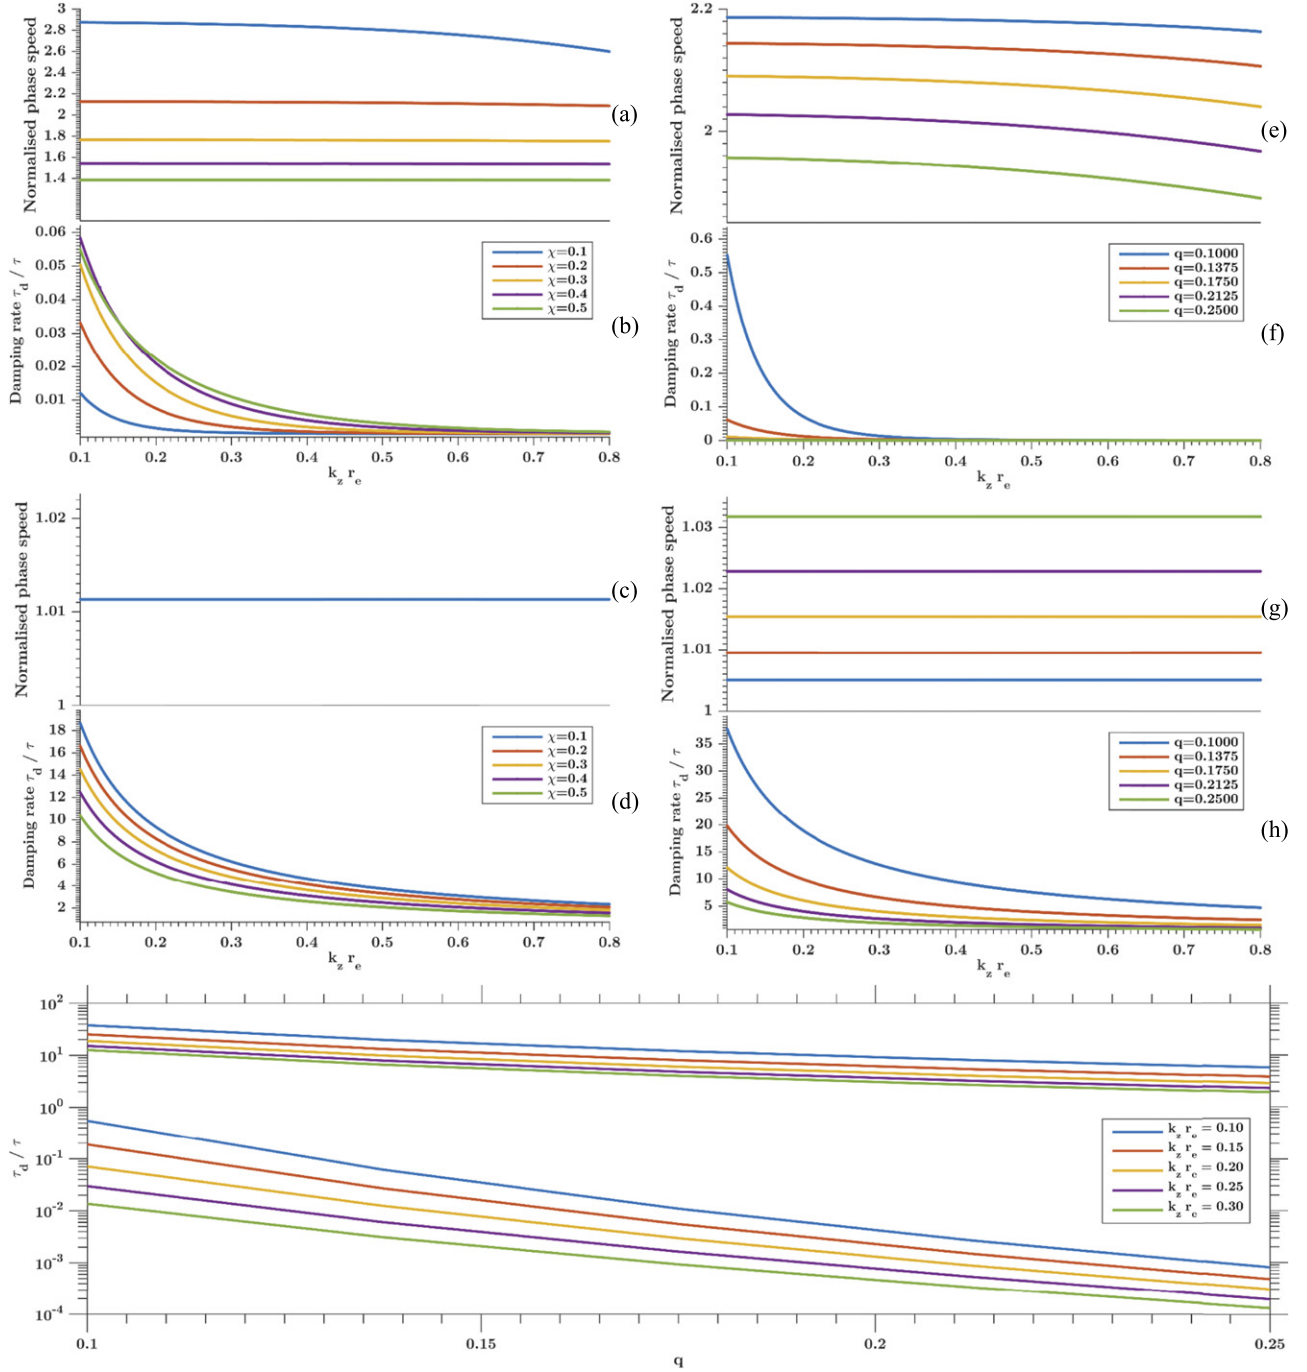 Normalised phase speed
3
2.8
2.6
2.4
2.2
2
1.8
1.6
1.4
(a)
Damping rate τd / τ
0.06
0.05
0.04
0.03
0.02
0.01
χ=0.1
χ=0.2
χ=0.3
χ=0.4
χ=0.5
(b)
0.1 0.2 0.3 0.4 0.5 0.6 0.7 0.8
kz re
Normalised phase speed
2.2
2
(e)
Damping rate τd / τ
0.6
0.5
0.4
0.3
0.2
0.1
0
q=0.1000
q=0.1375
q=0.1750
q=0.2125
q=0.2500
(f)
0.1 0.2 0.3 0.4 0.5 0.6 0.7 0.8
kz re
Normalised phase speed
1.02
1.01
1
(c)
Damping rate τd / τ
18
16
14
12
10
8
6
4
2
χ=0.1
χ=0.2
χ=0.3
χ=0.4
χ=0.5
(d)
0.1 0.2 0.3 0.4 0.5 0.6 0.7 0.8
kz re
Normalised phase speed
1.03
1.02
1.01
1
(g)
Damping rate τd / τ
35
30
25
20
15
10
5
q=0.1000
q=0.1375
q=0.1750
q=0.2125
q=0.2500
(h)
0.1 0.2 0.3 0.4 0.5 0.6 0.7 0.8
kz re
τd / τ
10^2
10^1
10^0
10^-1
10^-2
10^-3
10^-4
kz re = 0.10
kz re = 0.15
kz re = 0.20
kz re = 0.25
kz re = 0.30
0.1 0.15 0.2 0.25
q